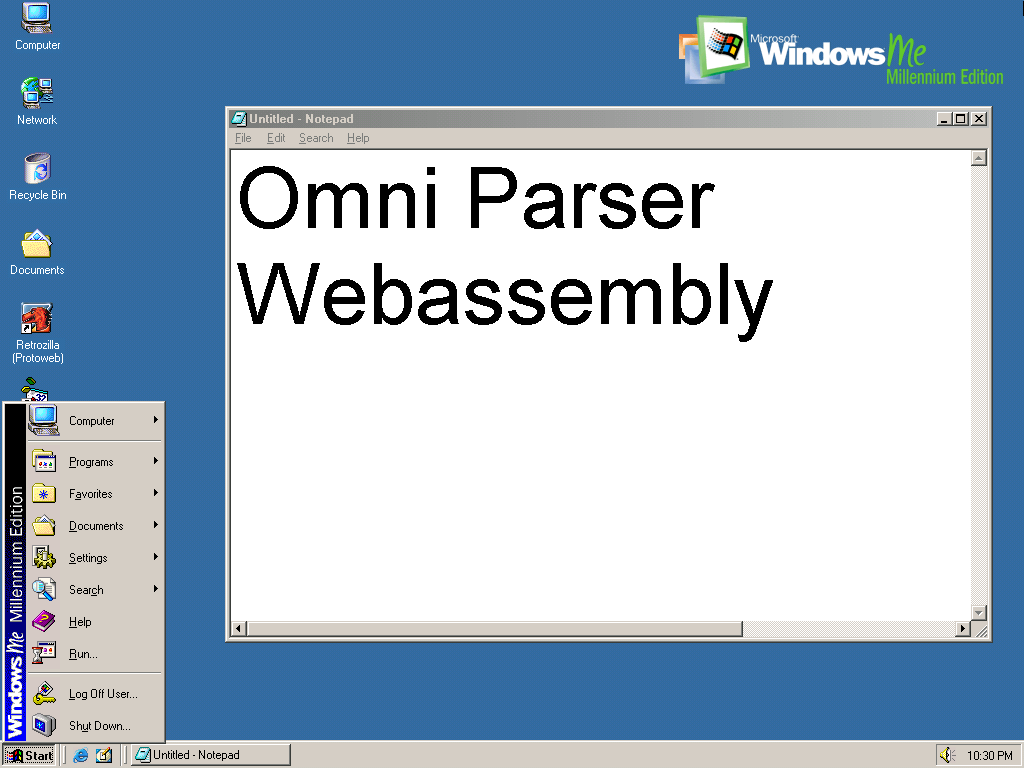 Computer
Network
Recycle Bin
Documents
Retrozilla
(Protoweb)
Microsoft
Windows Me
Millennium Edition
Untitled - Notepad
File Edit Search Help
Omni Parser
Webassembly
Computer
Programs
Favorites
Documents
Settings
Search
Help
Run...
Log Off User...
Shut Down...
Windows Me Millennium Edition
Start
Untitled - Notepad
10:30 PM